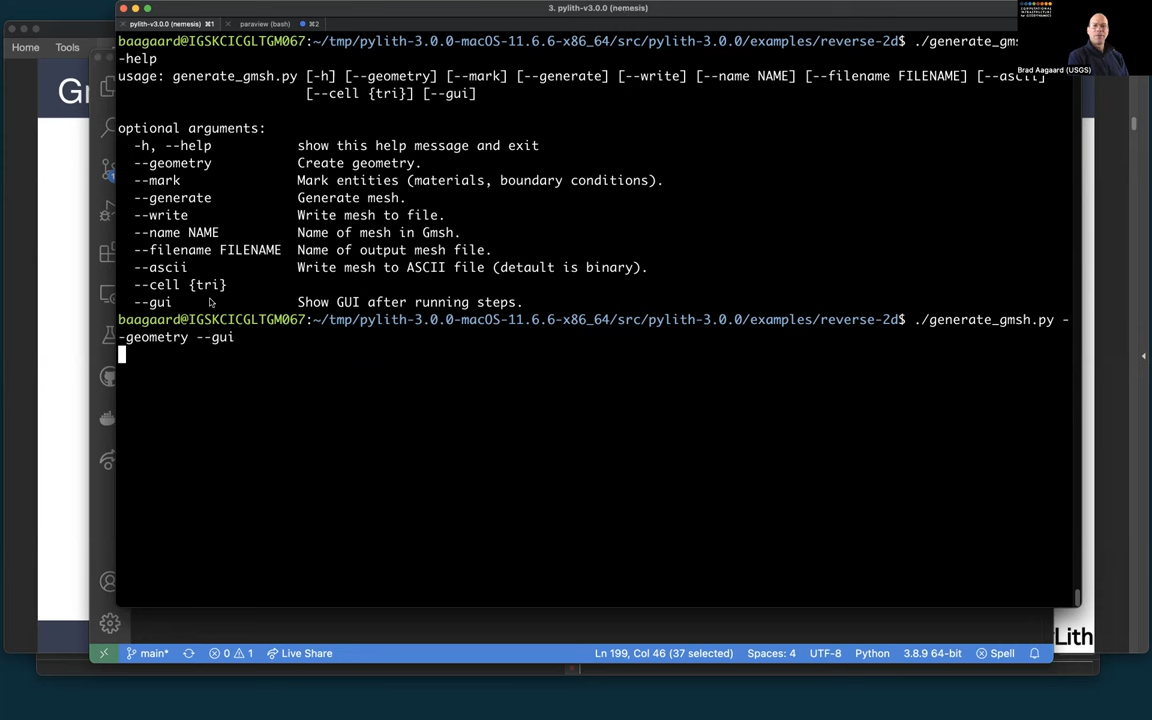 3. pylith-v3.0.0 (nemesis)
pylith-v3.0.0 (nemesis) ⌘1
paraview (bash) ⌘2
Home Tools
Brad Aagaard (USGS)
baagaard@IGSKCICGLTGM067:~/tmp/pylith-3.0.0-macOS-11.6.6-x86_64/src/pylith-3.0.0/examples/reverse-2d$ ./generate_gms
-help
usage: generate_gmsh.py [-h] [--geometry] [--mark] [--generate] [--write] [--name NAME] [--filename FILENAME] [--ascii]
[--cell {tri}] [--gui]
optional arguments:
-h, --help show this help message and exit
--geometry Create geometry.
--mark Mark entities (materials, boundary conditions).
--generate Generate mesh.
--write Write mesh to file.
--name NAME Name of mesh in Gmsh.
--filename FILENAME Name of output mesh file.
--ascii Write mesh to ASCII file (detault is binary).
--cell {tri}
--gui Show GUI after running steps.
baagaard@IGSKCICGLTGM067:~/tmp/pylith-3.0.0-macOS-11.6.6-x86_64/src/pylith-3.0.0/examples/reverse-2d$ ./generate_gmsh.py -
-geometry --gui
main* 0 1 Live Share Ln 199, Col 46 (37 selected) Spaces: 4 UTF-8 Python 3.8.9 64-bit Spell